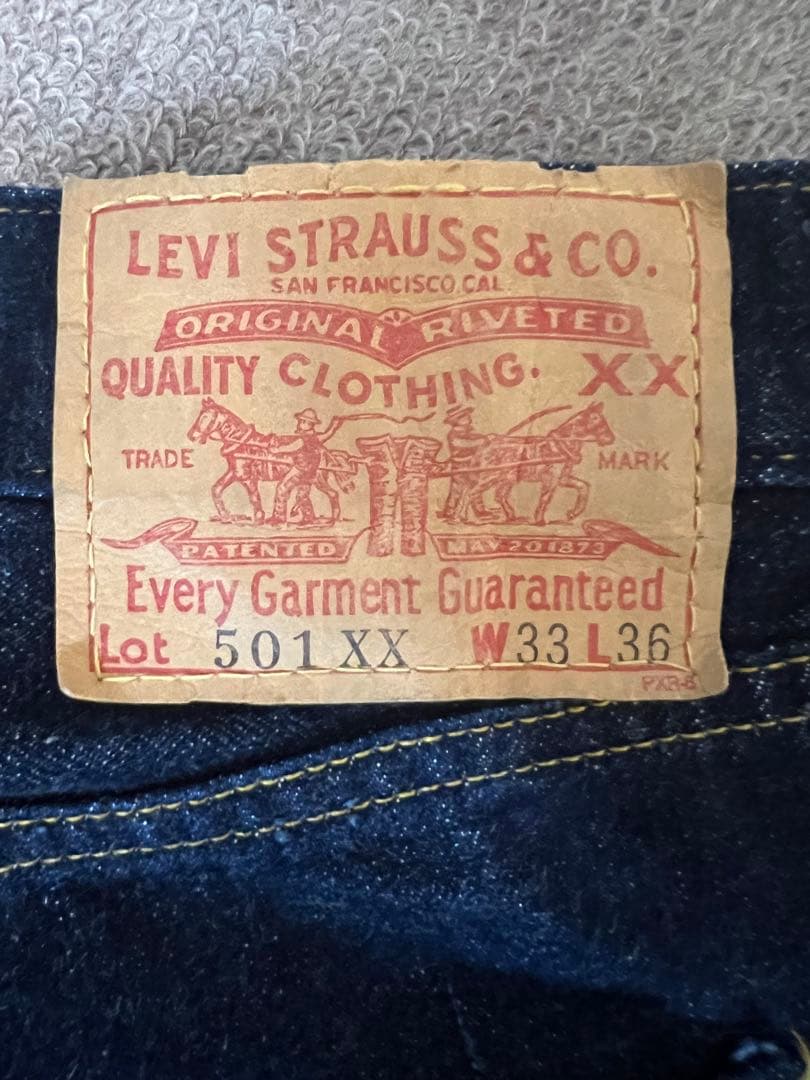 LEVI STRAUSS & CO.
SAN FRANCISCO, CAL
ORIGINAL RIVETED
QUALITY CLOTHING. XX
TRADE MARK
PATENTED MAY 20 1873
Every Garment Guaranteed
Lot 501 XX W33 L36